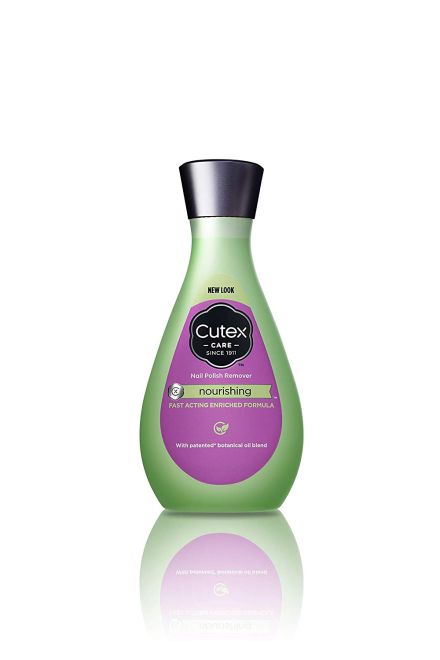 NEW LOOK
Cutex
- CARE -
SINCE 1911
™
Nail Polish Remover
nourishing
FAST ACTING ENRICHED FORMULA
With patented* botanical oil blend